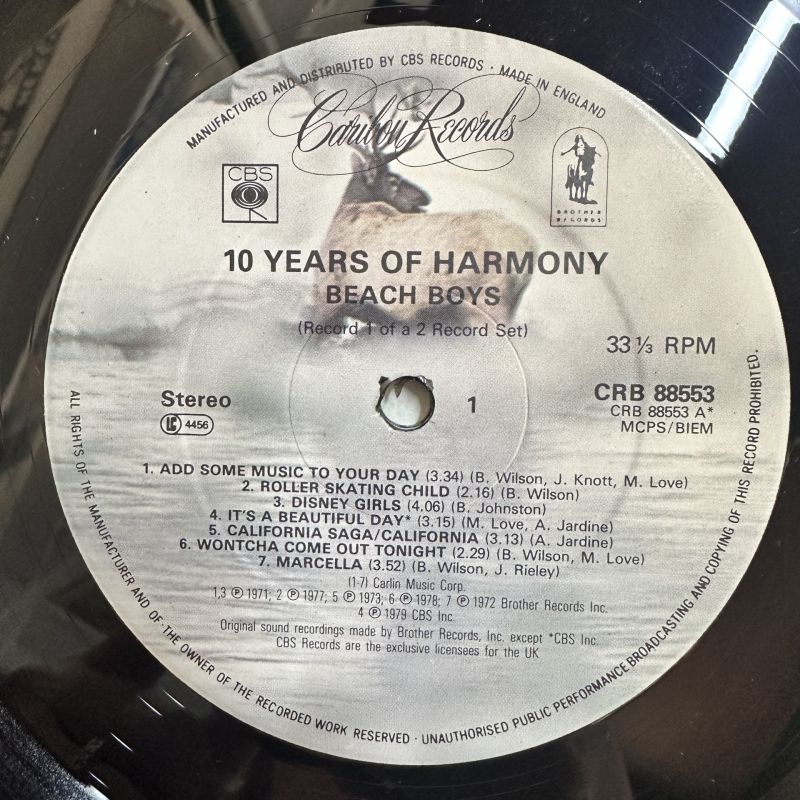 MANUFACTURED AND DISTRIBUTED BY CBS RECORDS · MADE IN ENGLAND
Caribou Records
CBS
BROTHER
RECORDS
10 YEARS OF HARMONY
BEACH BOYS
(Record 1 of a 2 Record Set)
33⅓ RPM
Stereo
LC 4456
1
CRB 88553
CRB 88553 A*
MCPS/BIEM
1. ADD SOME MUSIC TO YOUR DAY (3.34) (B. Wilson, J. Knott, M. Love)
2. ROLLER SKATING CHILD (2.16) (B. Wilson)
3. DISNEY GIRLS (4.06) (B. Johnston)
4. IT'S A BEAUTIFUL DAY* (3.15) (M. Love, A. Jardine)
5. CALIFORNIA SAGA/CALIFORNIA (3.13) (A. Jardine)
6. WONTCHA COME OUT TONIGHT (2.29) (B. Wilson, M. Love)
7. MARCELLA (3.52) (B. Wilson, J. Rieley)
(1-7) Carlin Music Corp.
1,3 ℗ 1971; 2 ℗ 1977; 5 ℗ 1973; 6 ℗ 1978; 7 ℗ 1972 Brother Records Inc.
4 ℗ 1979 CBS Inc.
Original sound recordings made by Brother Records, Inc. except *CBS Inc.
CBS Records are the exclusive licensees for the UK
ALL RIGHTS OF THE MANUFACTURER AND OF THE OWNER OF THE RECORDED WORK RESERVED · UNAUTHORISED PUBLIC PERFORMANCE BROADCASTING AND COPYING OF THIS RECORD PROHIBITED.